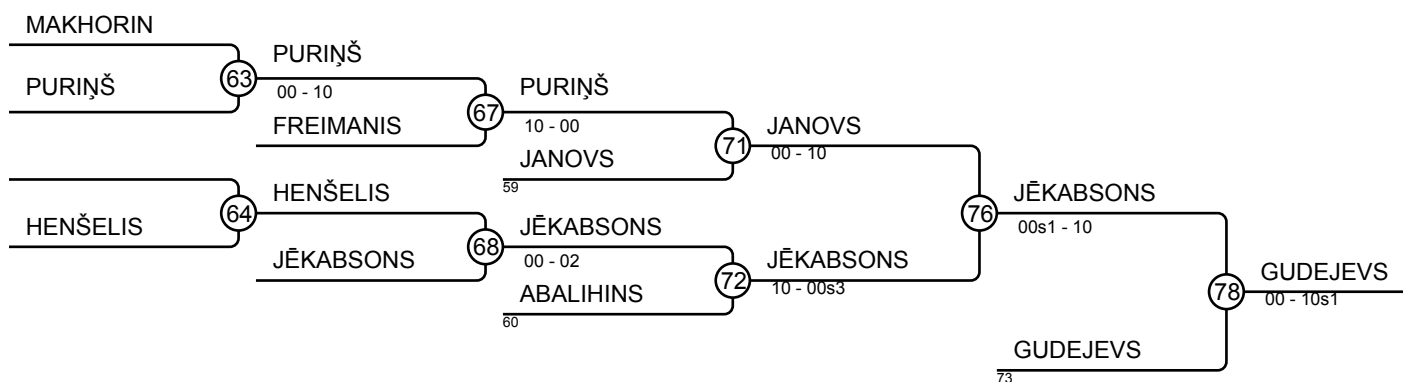 MAKHORIN
PURIŅŠ
63
PURIŅŠ
00 - 10
FREIMANIS
67
PURIŅŠ
10 - 00
JANOVS
59
71
JANOVS
00 - 10
HENŠELIS
64
HENŠELIS
JĒKABSONS
68
JĒKABSONS
00 - 02
ABALIHINS
60
72
JĒKABSONS
10 - 00s3
76
JĒKABSONS
00s1 - 10
GUDEJEVS
73
78
GUDEJEVS
00 - 10s1